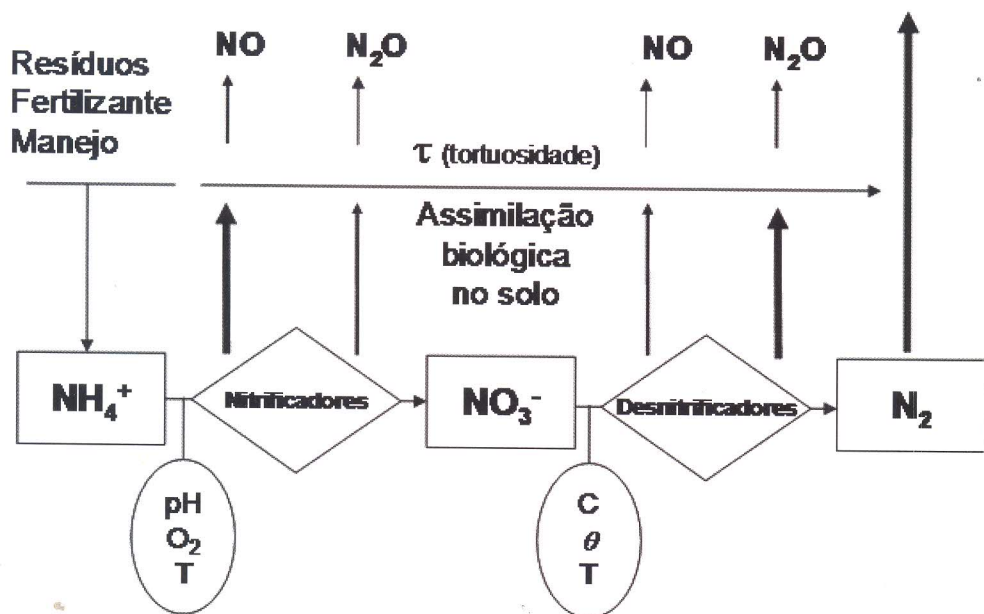 NO
N₂O
NO
N₂O
Resíduos
Fertilizante
Manejo
τ (tortuosidade)
Assimilação
biológica
no solo
NH₄⁺
Nitrificadores
NO₃⁻
Desnitrificadores
N₂
pH
O₂
T
C
θ
T